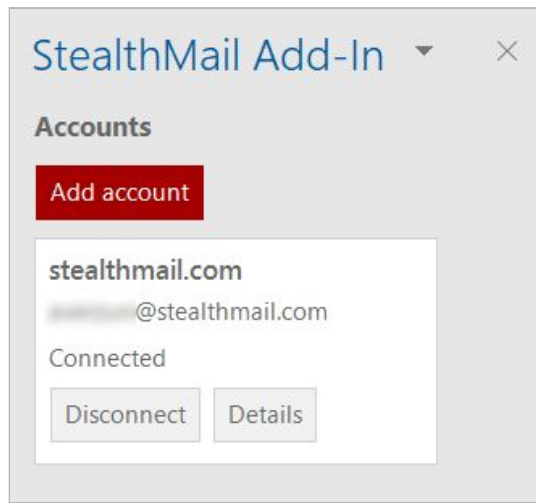 StealthMail Add-In
Accounts
Add account
stealthmail.com
@stealthmail.com
Connected
Disconnect Details